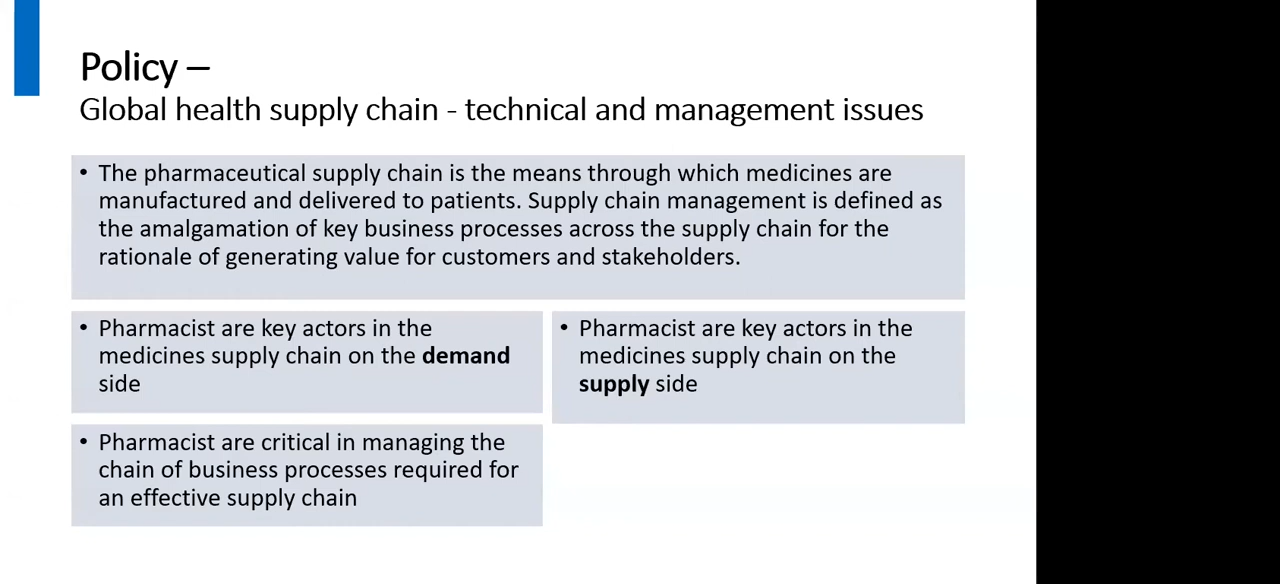 Policy –
Global health supply chain - technical and management issues
• The pharmaceutical supply chain is the means through which medicines are
manufactured and delivered to patients. Supply chain management is defined as
the amalgamation of key business processes across the supply chain for the
rationale of generating value for customers and stakeholders.
• Pharmacist are key actors in the
medicines supply chain on the demand
side
• Pharmacist are key actors in the
medicines supply chain on the
supply side
• Pharmacist are critical in managing the
chain of business processes required for
an effective supply chain